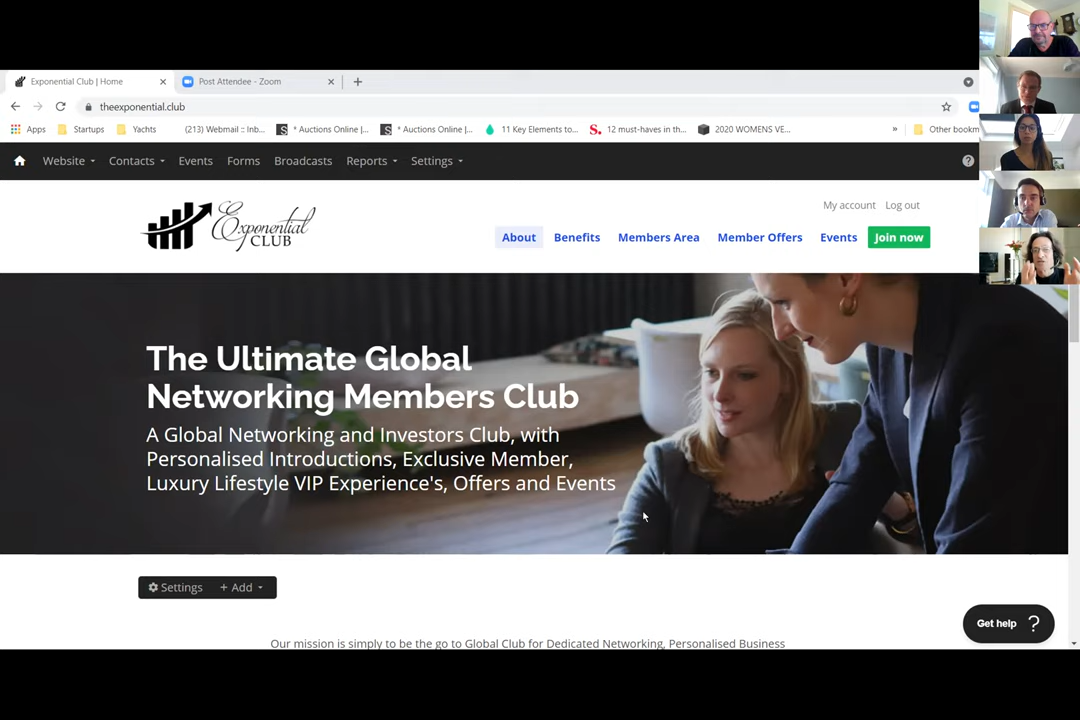 Exponential Club | Home
Post Attendee - Zoom
theexponential.club
Apps Startups Yachts (213) Webmail :: Inb... * Auctions Online |... * Auctions Online |... 11 Key Elements to... 12 must-haves in th... 2020 WOMENS VE... » Other bookm
Website Contacts Events Forms Broadcasts Reports Settings ?
My account Log out
Exponential
CLUB
About Benefits Members Area Member Offers Events Join now
The Ultimate Global
Networking Members Club
A Global Networking and Investors Club, with
Personalised Introductions, Exclusive Member,
Luxury Lifestyle VIP Experience's, Offers and Events
Settings + Add
Get help ?
Our mission is simply to be the go to Global Club for Dedicated Networking, Personalised Business